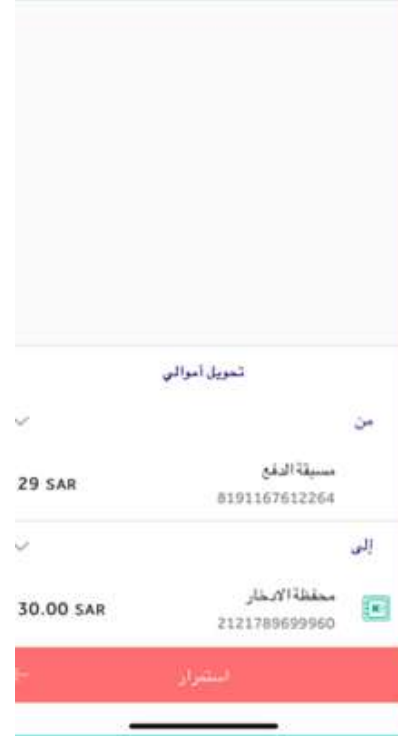 تحويل أموالي
من
مسبقة الدفع
29 SAR
8191167612264
إلى
محفظة الادخار
30.00 SAR
2121789699960
استمرار